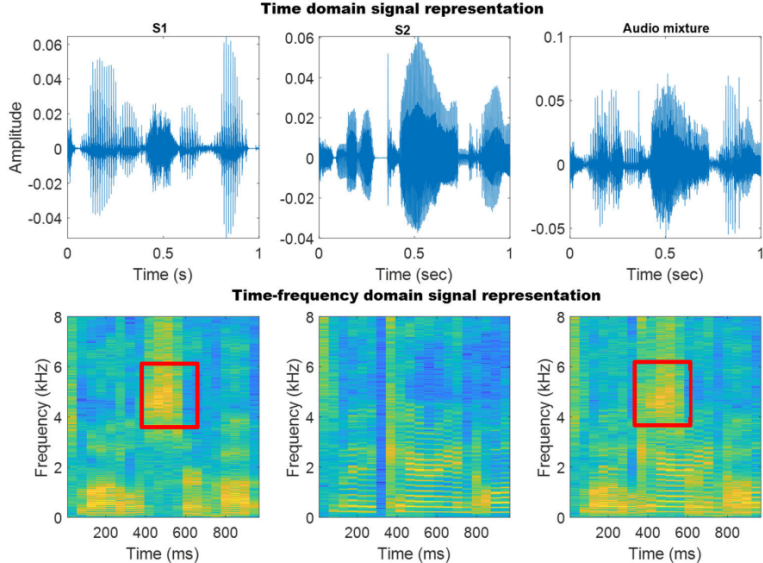 Time domain signal representation
S1
S2
Audio mixture
Amplitude
0.06
0.04
0.02
0
-0.02
-0.04
0
0.5
1
Time (s)
0.06
0.04
0.02
0
-0.02
0.04
0
0.5
1
Time (sec)
0.1
0.05
0
-0.05
0
0.5
1
Time (sec)
Time-frequency domain signal representation
Frequency (kHz)
8
6
4
2
0
200 400 600 800
Time (ms)
Frequency (kHz)
8
6
4
2
0
200 400 600 800
Time (ms)
Frequency (kHz)
8
6
4
2
0
200 400 600 800
Time (ms)